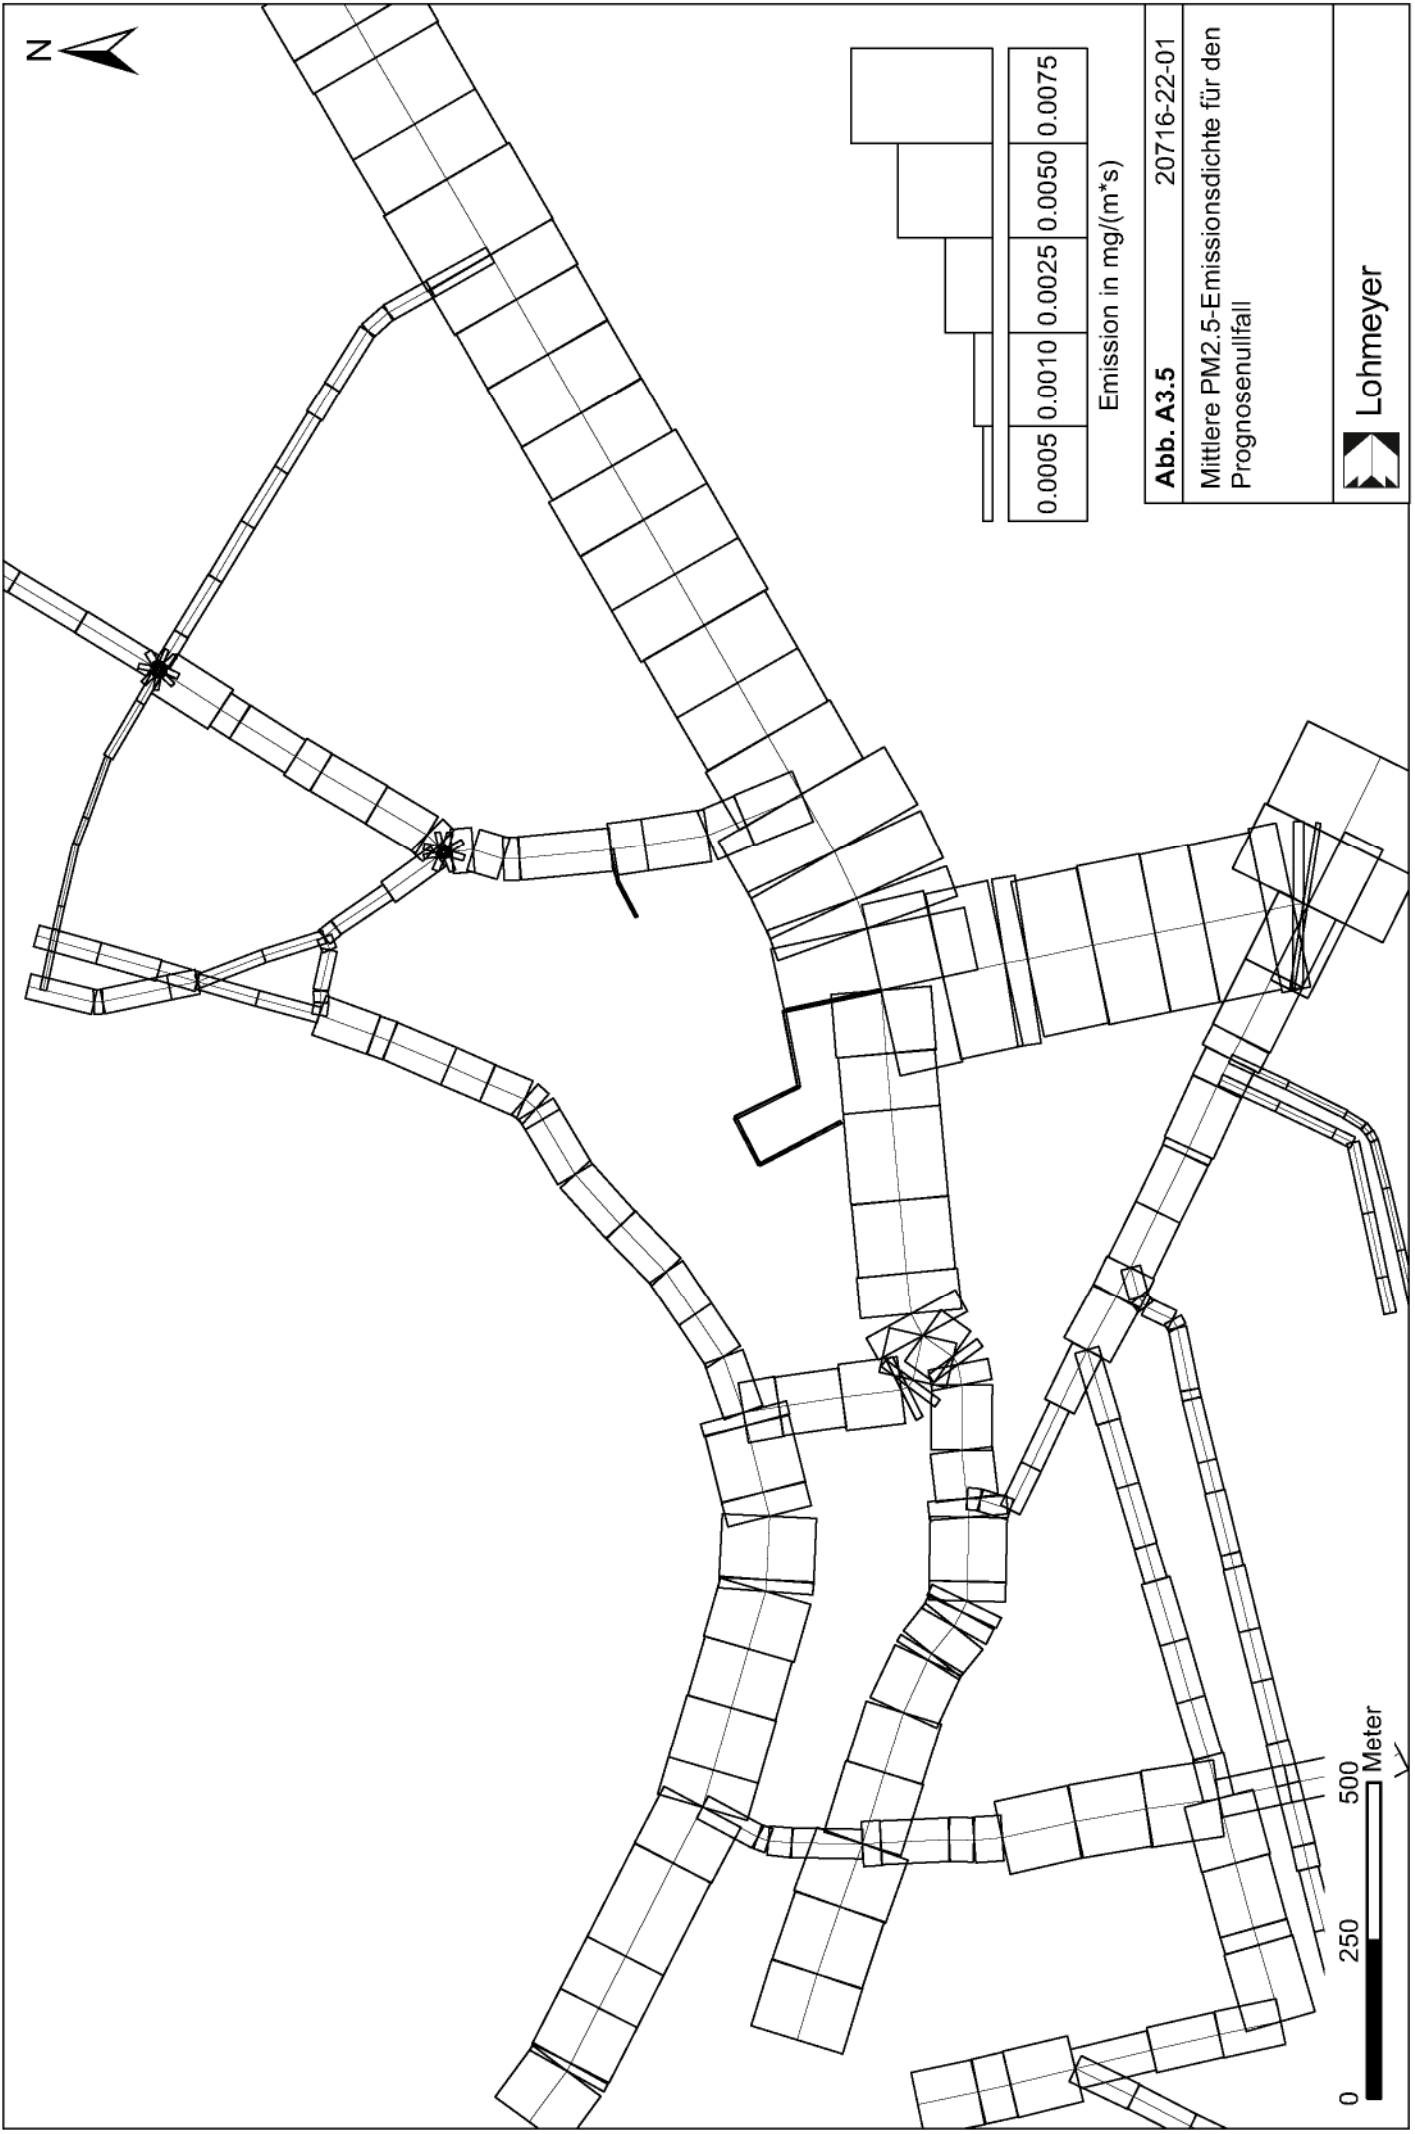 N
0.0005 0.0010 0.0025 0.0050 0.0075
Emission in mg/(m*s)
Abb. A3.5 20716-22-01
Mittlere PM2.5-Emissionsdichte für den
Prognosenullfall
Lohmeyer
0 250 500
Meter